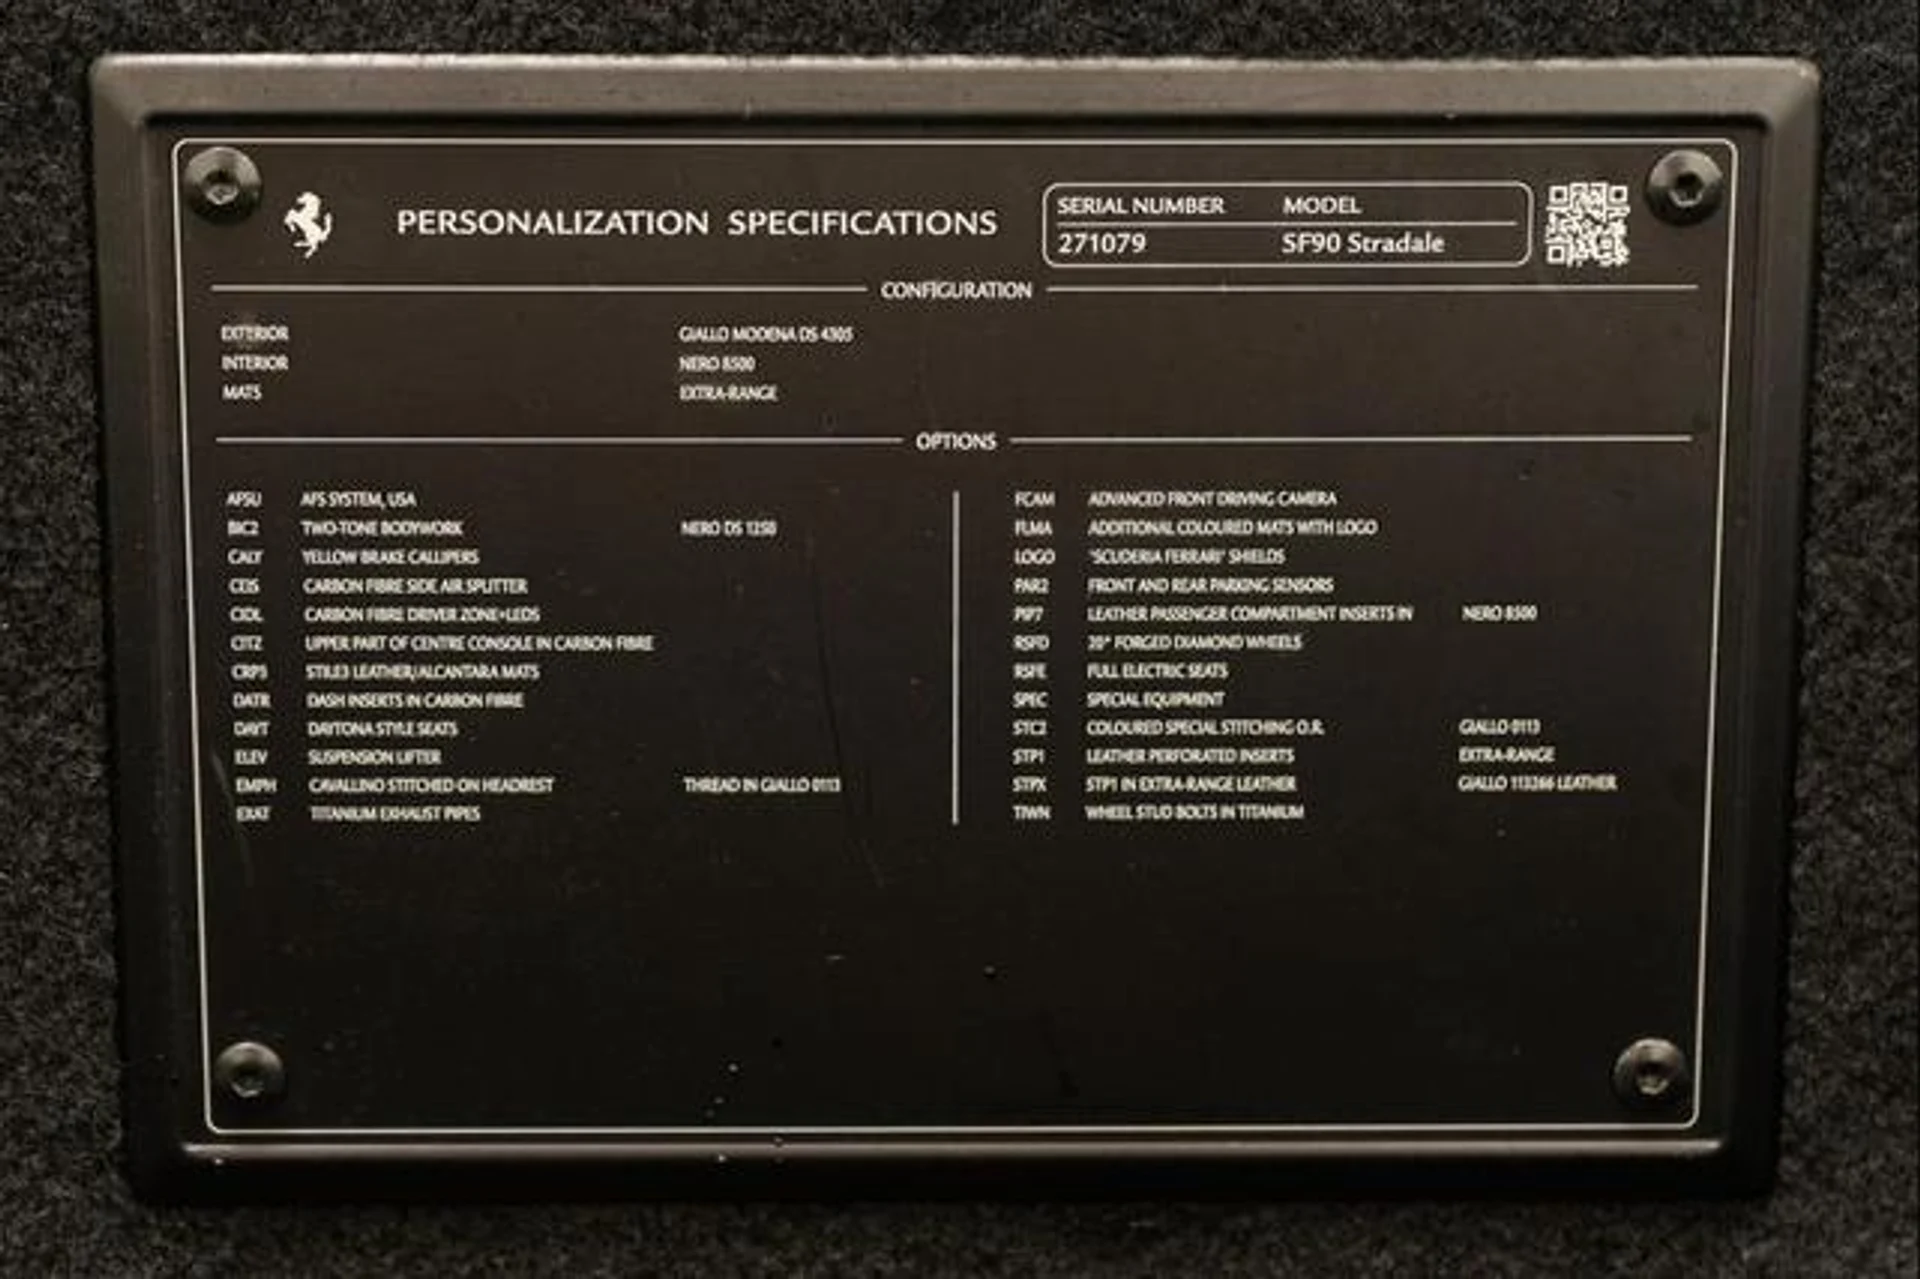 PERSONALIZATION SPECIFICATIONS
SERIAL NUMBER MODEL
271079 SF90 Stradale
CONFIGURATION
EXTERIOR GIALLO MODENA DS 4305
INTERIOR NERO 8500
MATS EXTRA-RANGE
OPTIONS
AFSU AFS SYSTEM, USA
BIC2 TWO-TONE BODYWORK NERO DS 1250
CALY YELLOW BRAKE CALLIPERS
CEIS CARBON FIBRE SIDE AIR SPLITTER
CIDL CARBON FIBRE DRIVER ZONE+LEDS
CITZ UPPER PART OF CENTRE CONSOLE IN CARBON FIBRE
CRP3 STILE3 LEATHER/ALCANTARA MATS
DATR DASH INSERTS IN CARBON FIBRE
DAYT DAYTONA STYLE SEATS
ELEV SUSPENSION LIFTER
EMPH CAVALLINO STITCHED ON HEADREST THREAD IN GIALLO 0113
EXAT TITANIUM EXHAUST PIPES
FCAM ADVANCED FRONT DRIVING CAMERA
FLMA ADDITIONAL COLOURED MATS WITH LOGO
LOGO "SCUDERIA FERRARI" SHIELDS
PAR2 FRONT AND REAR PARKING SENSORS
PIP7 LEATHER PASSENGER COMPARTMENT INSERTS IN NERO 8500
RSFD 20" FORGED DIAMOND WHEELS
RSFE FULL ELECTRIC SEATS
SPEC SPECIAL EQUIPMENT
STC2 COLOURED SPECIAL STITCHING O.R. GIALLO 0113
STP1 LEATHER PERFORATED INSERTS EXTRA-RANGE
STPX STP1 IN EXTRA-RANGE LEATHER GIALLO 113266 LEATHER
TIWN WHEEL STUD BOLTS IN TITANIUM